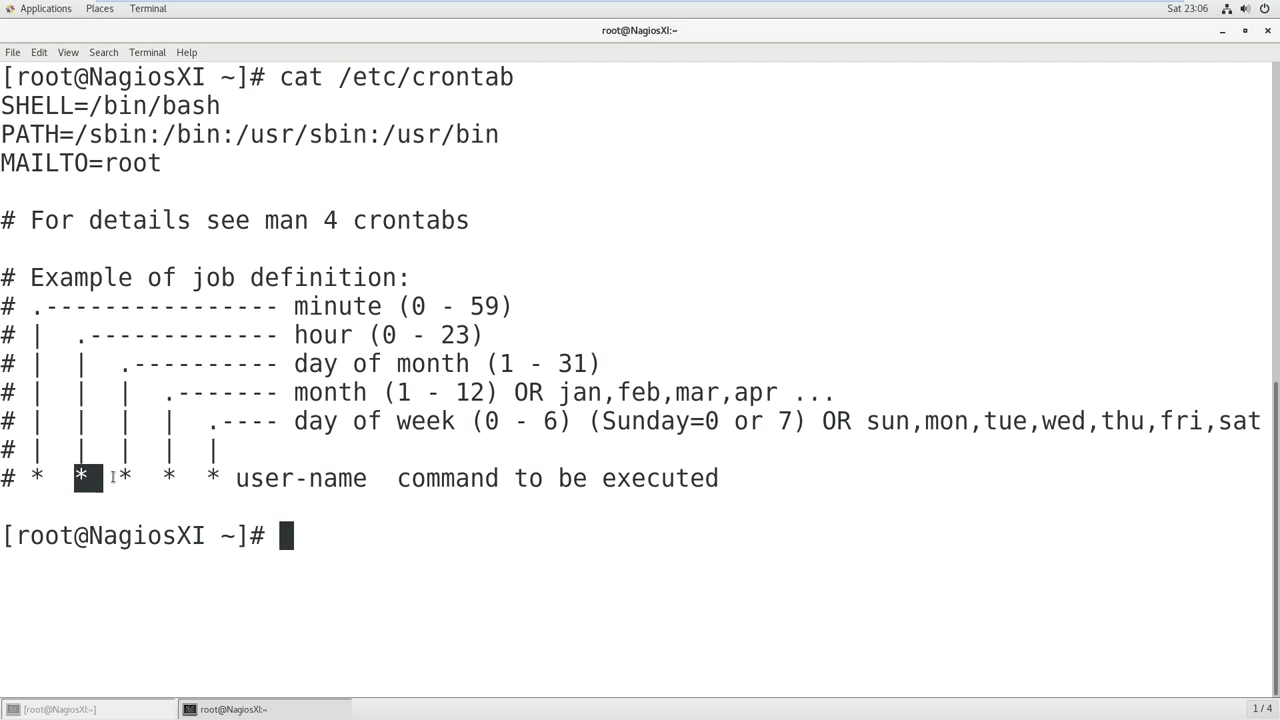 Applications Places Terminal Sat 23:06
root@NagiosXI:~
File Edit View Search Terminal Help
[root@NagiosXI ~]# cat /etc/crontab
SHELL=/bin/bash
PATH=/sbin:/bin:/usr/sbin:/usr/bin
MAILTO=root
# For details see man 4 crontabs
# Example of job definition:
# .---------------- minute (0 - 59)
# |  .------------- hour (0 - 23)
# |  |  .---------- day of month (1 - 31)
# |  |  |  .------- month (1 - 12) OR jan,feb,mar,apr ...
# |  |  |  |  .---- day of week (0 - 6) (Sunday=0 or 7) OR sun,mon,tue,wed,thu,fri,sat
# |  |  |  |  |
# *  *  *  *  * user-name  command to be executed
[root@NagiosXI ~]#
[root@NagiosXI:~] root@NagiosXI:~ 1 / 4